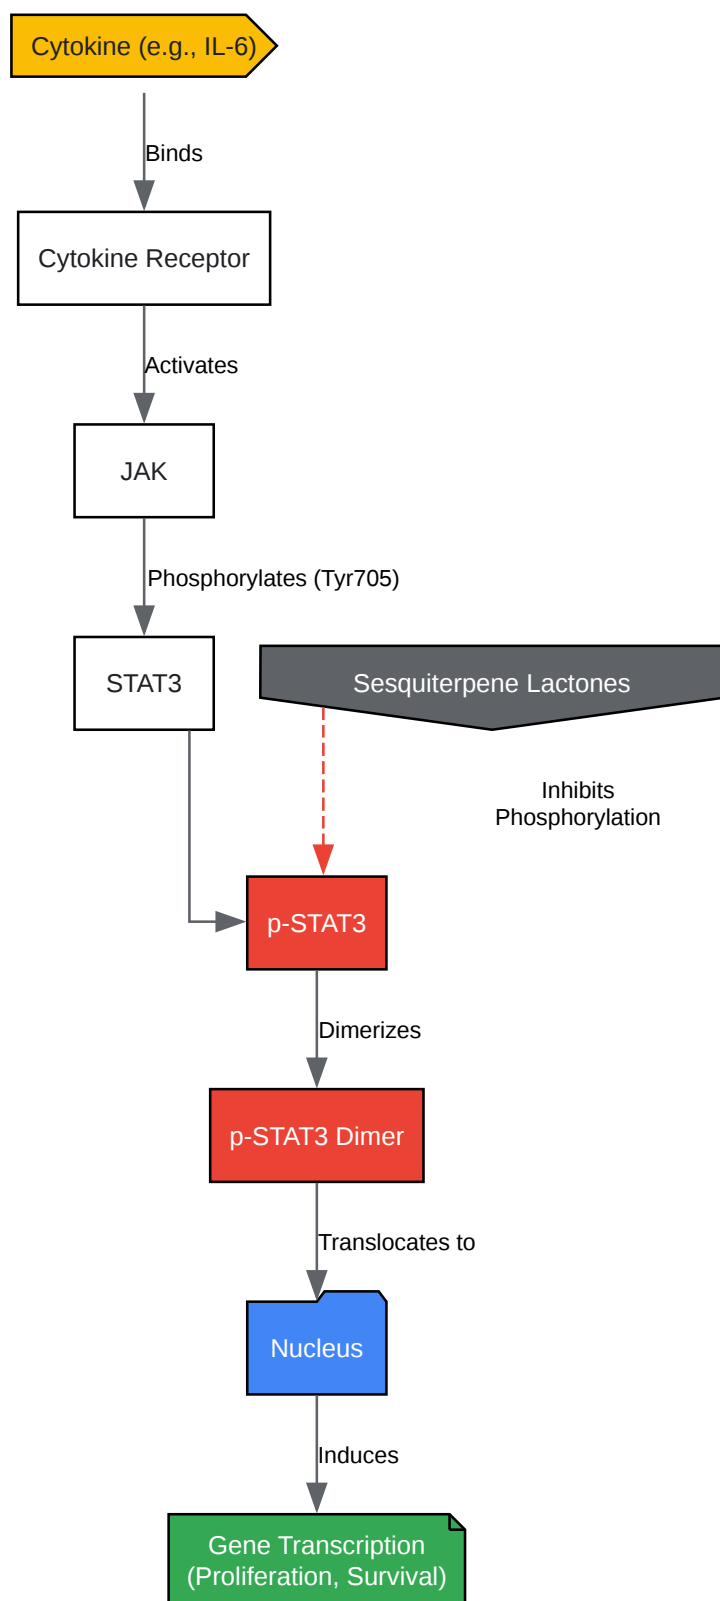 Cytokine (e.g., IL-6)
Binds
Cytokine Receptor
Activates
JAK
Phosphorylates (Tyr705)
STAT3
Sesquiterpene Lactones
Inhibits
Phosphorylation
p-STAT3
Dimerizes
p-STAT3 Dimer
Translocates to
Nucleus
Induces
Gene Transcription
(Proliferation, Survival)